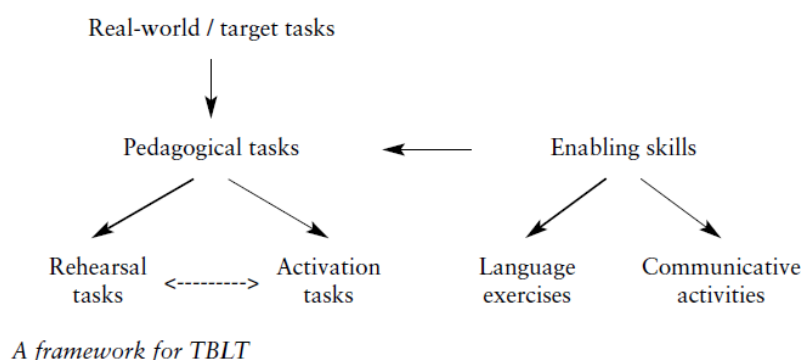 Real-world / target tasks
Pedagogical tasks
Enabling skills
Rehearsal
tasks
<--------->
Activation
tasks
Language
exercises
Communicative
activities
A framework for TBLT